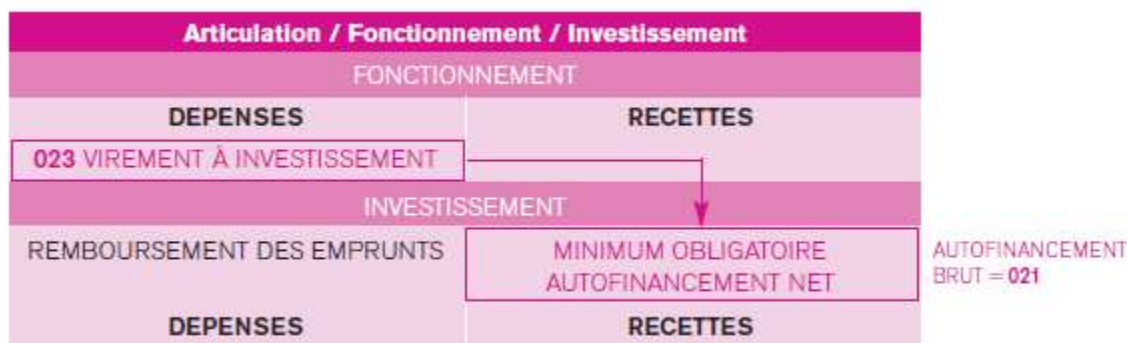 Articulation / Fonctionnement / Investissement
FONCTIONNEMENT
DEPENSES RECETTES
023 VIREMENT À INVESTISSEMENT
INVESTISSEMENT
REMBOURSEMENT DES EMPRUNTS
MINIMUM OBLIGATOIRE
AUTOFINANCEMENT NET
AUTOFINANCEMENT
BRUT = 021
DEPENSES RECETTES